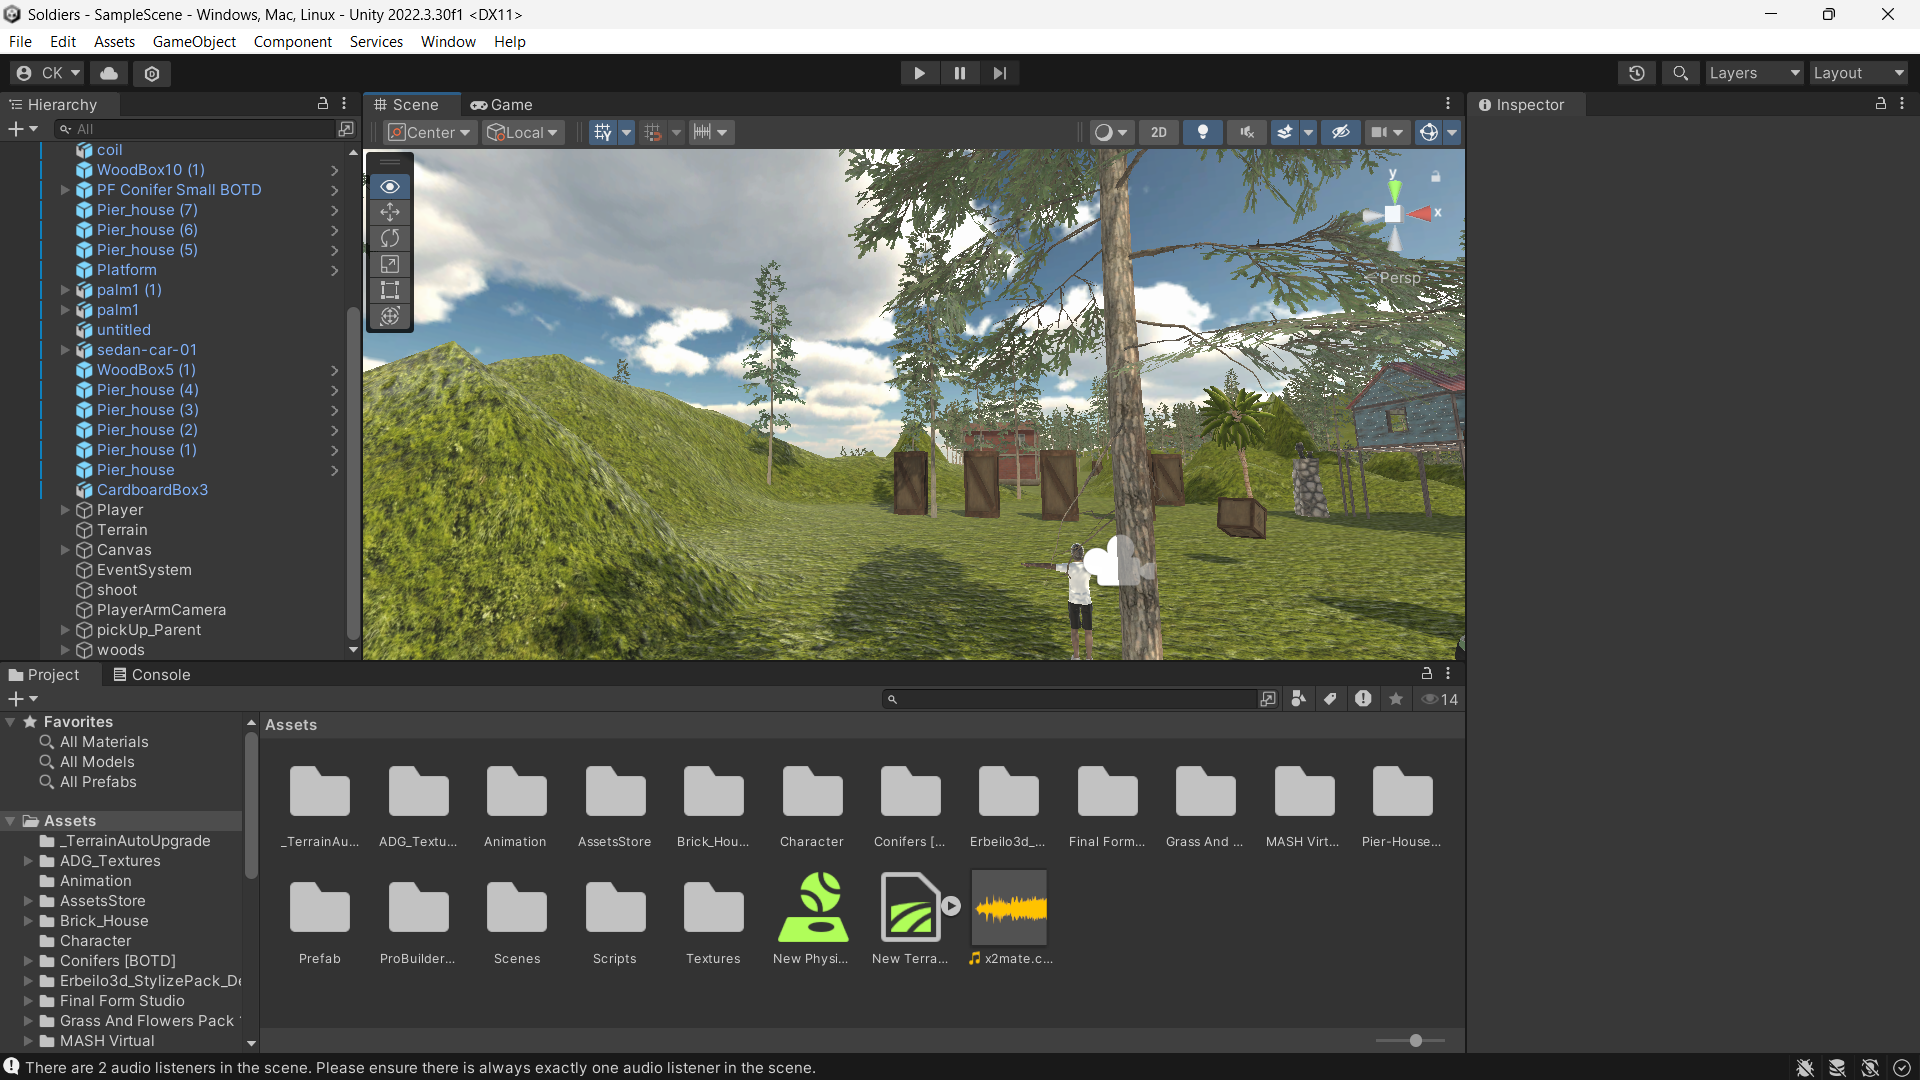 Soldiers - SampleScene - Windows, Mac, Linux - Unity 2022.3.30f1 <DX11>
File Edit Assets GameObject Component Services Window Help
CK Layers Layout
Hierarchy
All
coil
WoodBox10 (1)
PF Conifer Small BOTD
Pier_house (7)
Pier_house (6)
Pier_house (5)
Platform
palm1 (1)
palm1
untitled
sedan-car-01
WoodBox5 (1)
Pier_house (4)
Pier_house (3)
Pier_house (2)
Pier_house (1)
Pier_house
CardboardBox3
Player
Terrain
Canvas
EventSystem
shoot
PlayerArmCamera
pickUp_Parent
woods
Scene Game
Center Local 2D
y
x
Persp
Inspector
Project Console
14
Favorites
All Materials
All Models
All Prefabs
Assets
_TerrainAutoUpgrade
ADG_Textures
Animation
AssetsStore
Brick_House
Character
Conifers [BOTD]
Erbeilo3d_StylizePack_De
Final Form Studio
Grass And Flowers Pack
MASH Virtual
Assets
_TerrainAu... ADG_Textu... Animation AssetsStore Brick_Hou... Character Conifers [... Erbeilo3d_... Final Form... Grass And ... MASH Virt... Pier-House...
Prefab ProBuilder... Scenes Scripts Textures New Physi... New Terra... x2mate.c...
There are 2 audio listeners in the scene. Please ensure there is always exactly one audio listener in the scene.